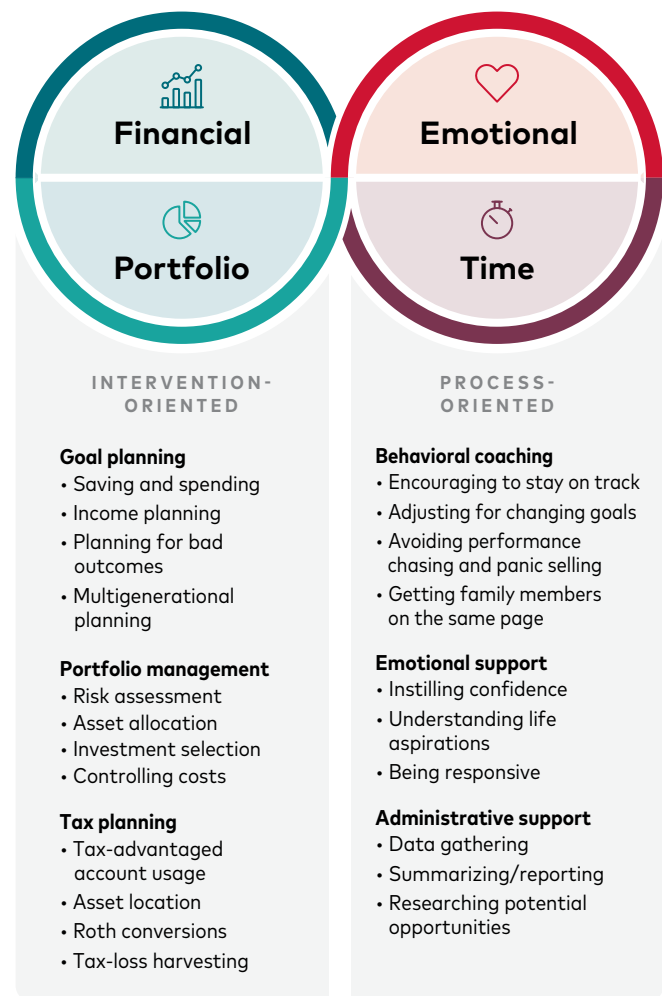 Financial
Portfolio
INTERVENTION-
ORIENTED
Goal planning
• Saving and spending
• Income planning
• Planning for bad
outcomes
• Multigenerational
planning
Portfolio management
• Risk assessment
• Asset allocation
• Investment selection
• Controlling costs
Tax planning
• Tax-advantaged
account usage
• Asset location
• Roth conversions
• Tax-loss harvesting
Emotional
Time
PROCESS-
ORIENTED
Behavioral coaching
• Encouraging to stay on track
• Adjusting for changing goals
• Avoiding performance
chasing and panic selling
• Getting family members
on the same page
Emotional support
• Instilling confidence
• Understanding life
aspirations
• Being responsive
Administrative support
• Data gathering
• Summarizing/reporting
• Researching potential
opportunities